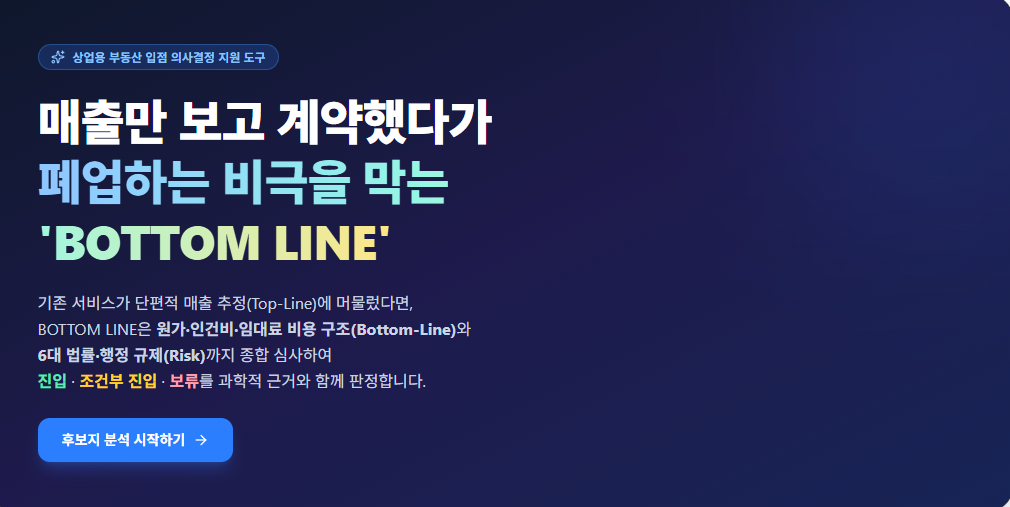 상업용 부동산 입점 의사결정 지원 도구
매출만 보고 계약했다가
폐업하는 비극을 막는
'BOTTOM LINE'
기존 서비스가 단편적 매출 추정(Top-Line)에 머물렀다면,
BOTTOM LINE은 원가·인건비·임대료 비용 구조(Bottom-Line)와
6대 법률·행정 규제(Risk)까지 종합 심사하여
진입 · 조건부 진입 · 보류를 과학적 근거와 함께 판정합니다.
후보지 분석 시작하기 →